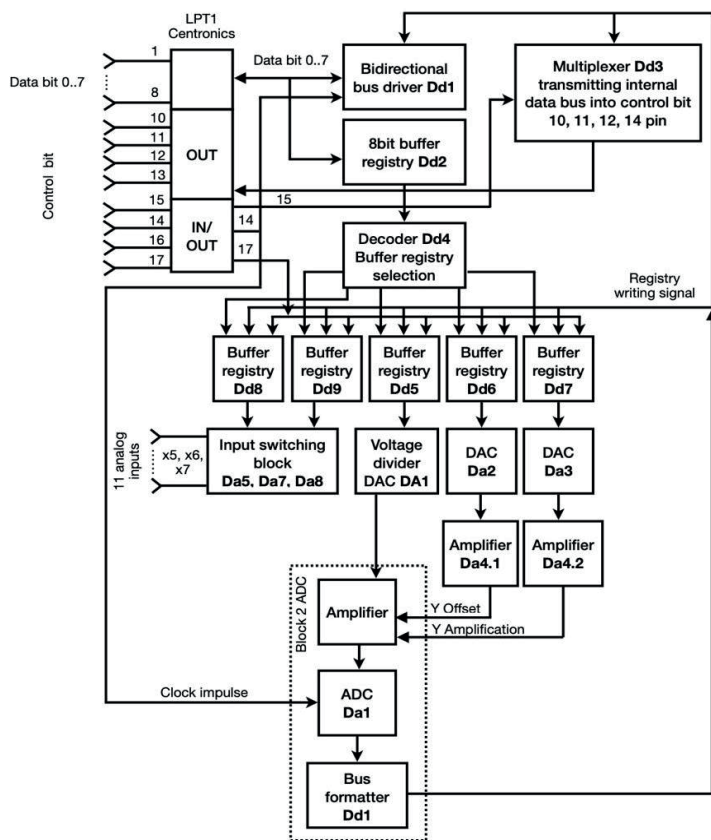 LPT1
Centronics
Data bit 0..7
1
8
10
11
12
13
15
14
16
17
Control bit
OUT
IN/
OUT
Data bit 0..7
15
14
17
Bidirectional
bus driver Dd1
Multiplexer Dd3
transmitting internal
data bus into control bit
10, 11, 12, 14 pin
8bit buffer
registry Dd2
Decoder Dd4
Buffer registry
selection
Registry
writing signal
Buffer
registry
Dd8
Buffer
registry
Dd9
Buffer
registry
Dd5
Buffer
registry
Dd6
Buffer
registry
Dd7
11 analog
inputs
x5, x6,
x7
Input switching
block
Da5, Da7, Da8
Voltage
divider
DAC DA1
DAC
Da2
DAC
Da3
Amplifier
Da4.1
Amplifier
Da4.2
Block 2 ADC
Amplifier
Y Offset
Y Amplification
Clock impulse
ADC
Da1
Bus
formatter
Dd1